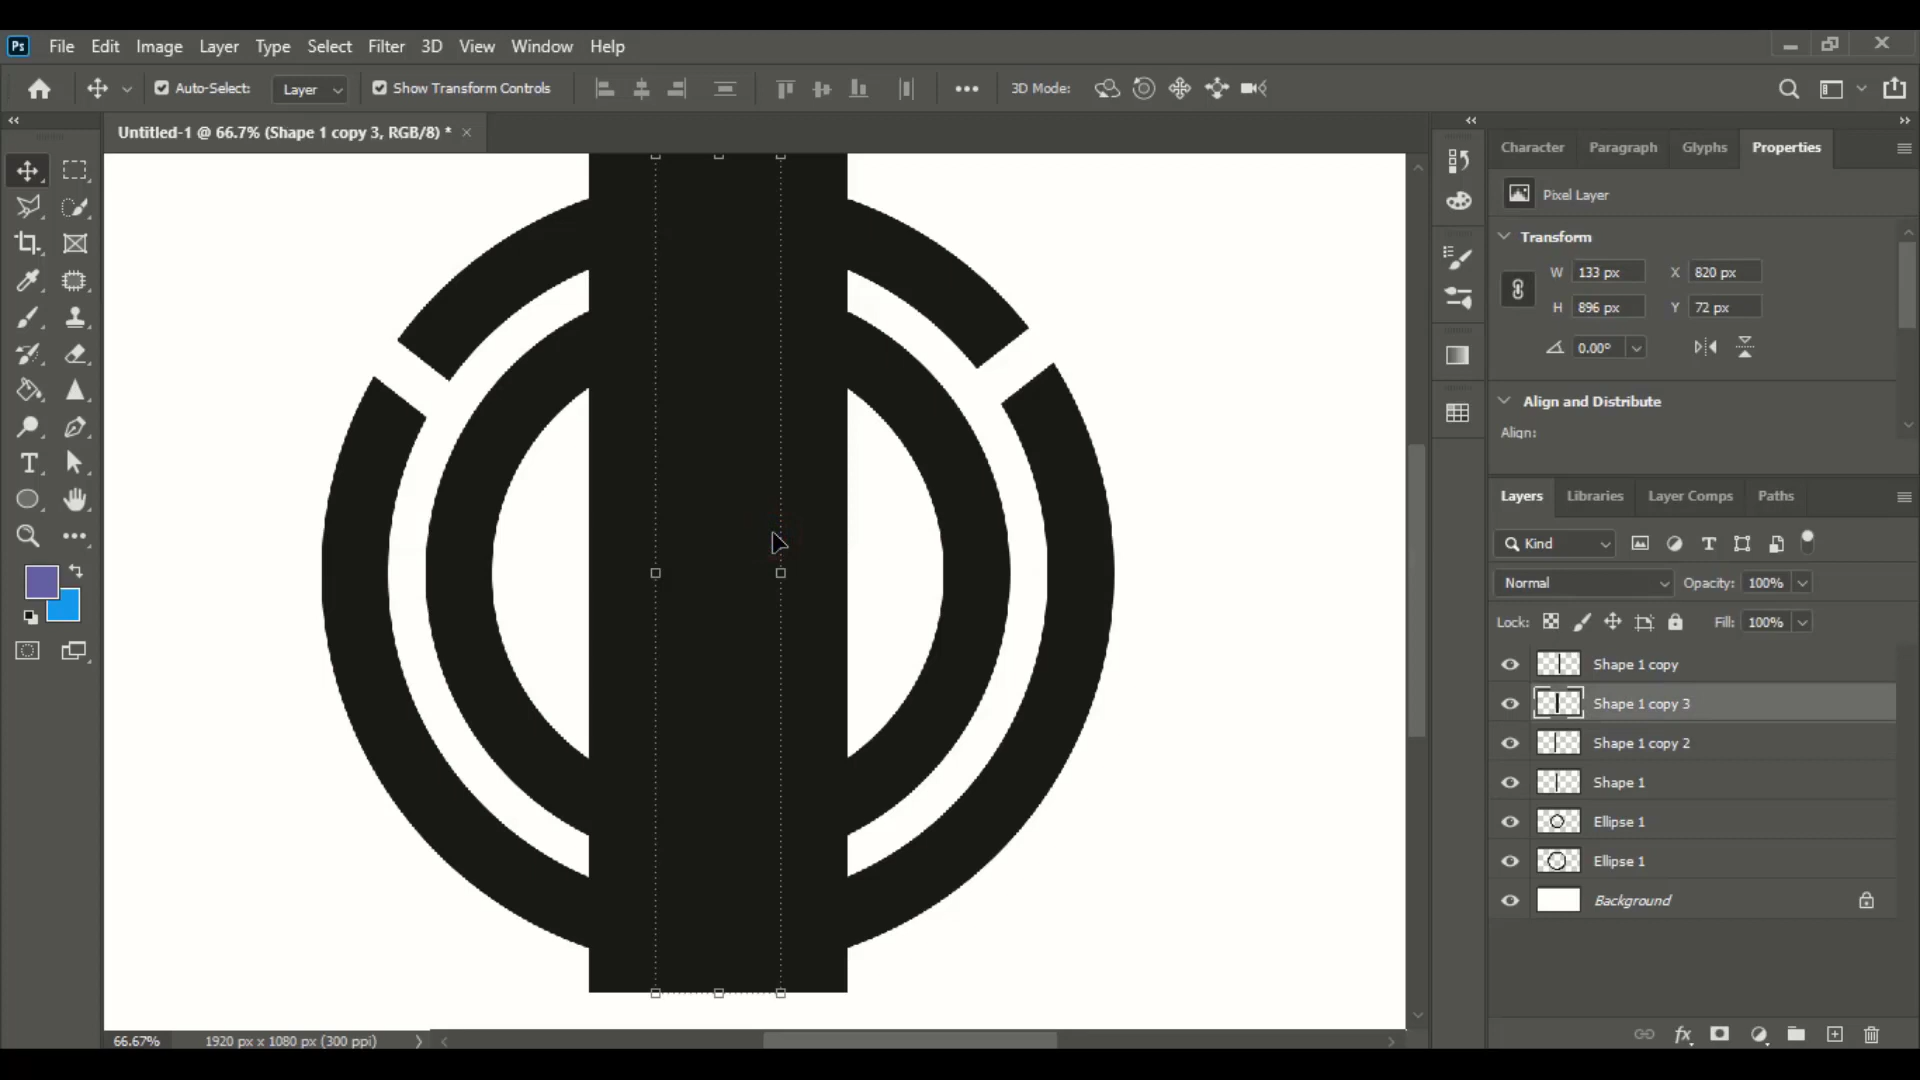 Ps File Edit Image Layer Type Select Filter 3D View Window Help
Auto-Select: Layer Show Transform Controls 3D Mode:
Untitled-1 @ 66.7% (Shape 1 copy 3, RGB/8) *
Character Paragraph Glyphs Properties
Pixel Layer
Transform
W 133 px X 820 px
H 896 px Y 72 px
0.00°
Align and Distribute
Align:
Layers Libraries Layer Comps Paths
Kind
Normal Opacity: 100%
Lock: Fill: 100%
Shape 1 copy
Shape 1 copy 3
Shape 1 copy 2
Shape 1
Ellipse 1
Ellipse 1
Background
66.67% 1920 px x 1080 px (300 ppi)